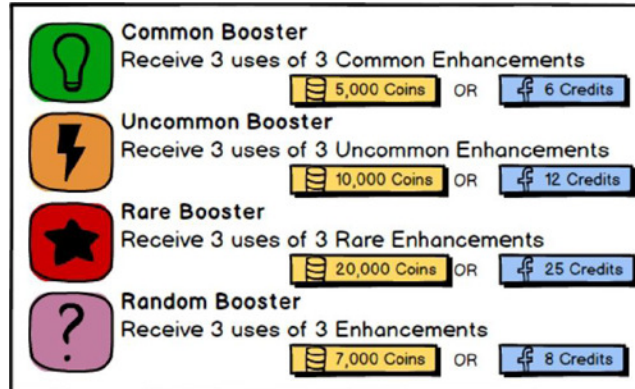 Common Booster
Receive 3 uses of 3 Common Enhancements
5,000 Coins OR f 6 Credits
Uncommon Booster
Receive 3 uses of 3 Uncommon Enhancements
10,000 Coins OR f 12 Credits
Rare Booster
Receive 3 uses of 3 Rare Enhancements
20,000 Coins OR f 25 Credits
?
Random Booster
Receive 3 uses of 3 Enhancements
7,000 Coins OR f 8 Credits